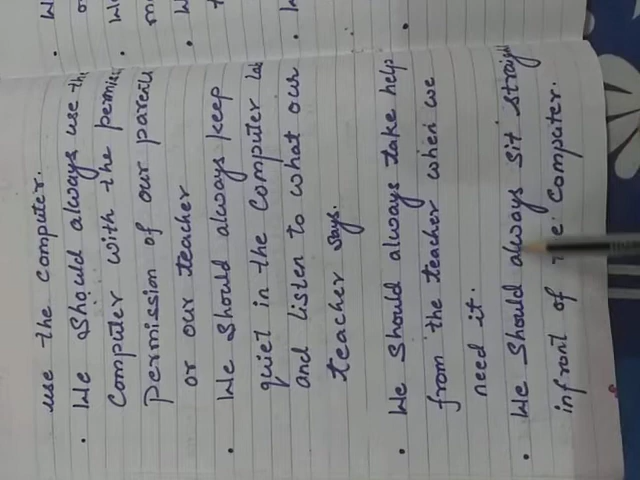 use the computer.
• We should always use the
computer with the permissi
permission of our parents
or our teacher
• We should always keep
quiet in the computer lab
and listen to what our
teacher says.
• We should always take help
from the teacher when we
need it.
• We should always sit straight
infront of computer.